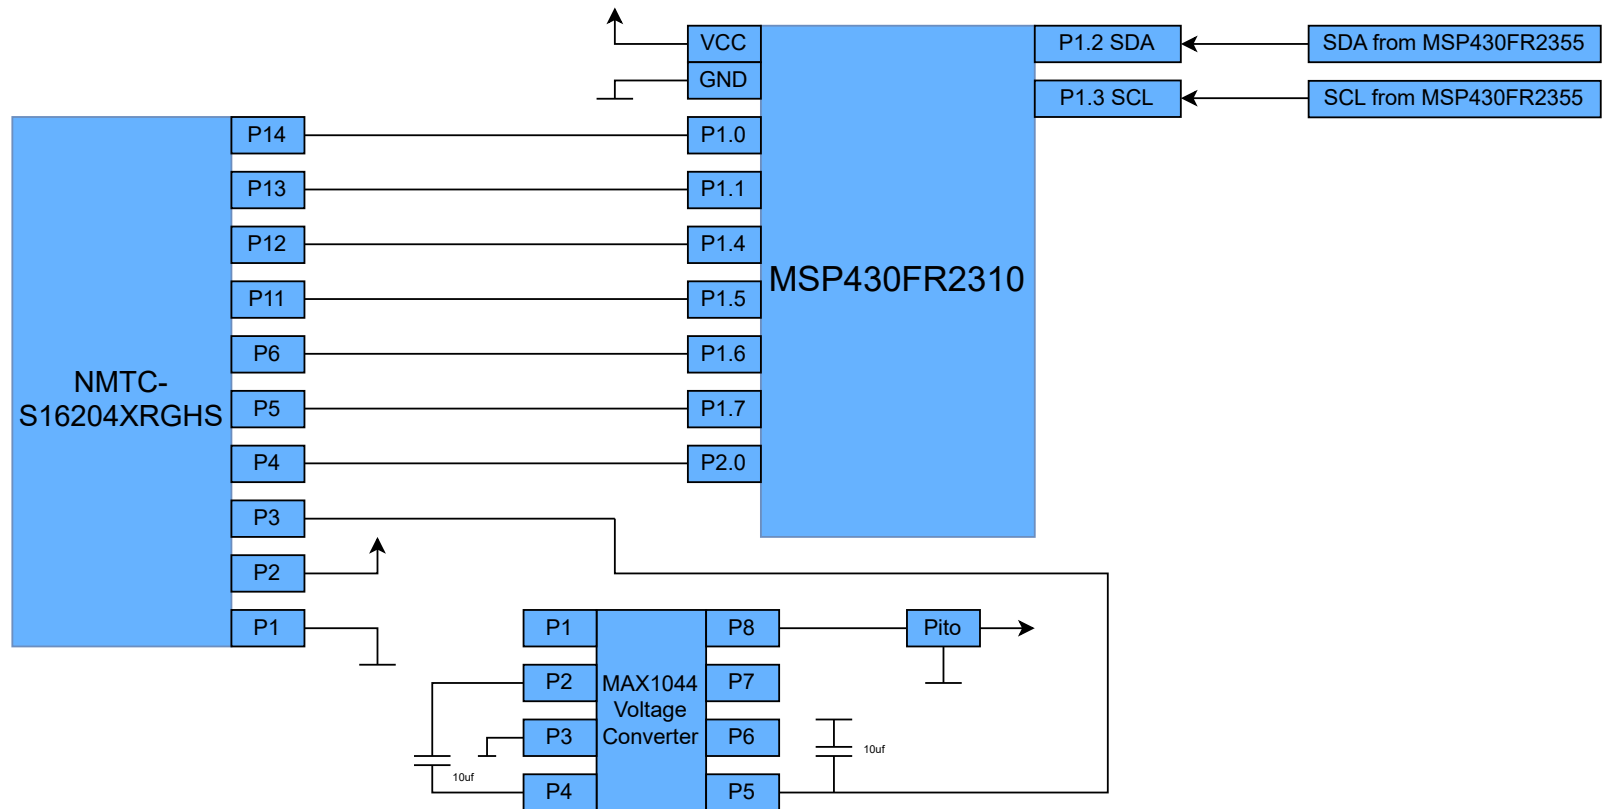 VCC
P1.2 SDA
SDA from MSP430FR2355
GND
P1.3 SCL
SCL from MSP430FR2355
P14
P1.0
P13
P1.1
P12
P1.4
MSP430FR2310
P11
P1.5
P6
P1.6
NMTC-
S16204XRGHS
P5
P1.7
P4
P2.0
P3
P2
P1
P1
P8
Pito
P2
MAX1044
Voltage
Converter
P7
P3
P6
10uf
10uf
P4
P5